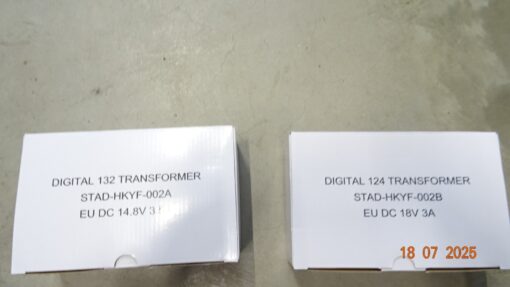 DIGITAL 132 TRANSFORMER
STAD-HKYF-002A
EU DC 14.8V
DIGITAL 124 TRANSFORMER
STAD-HKYF-002B
EU DC 18V 3A
18 07 2025